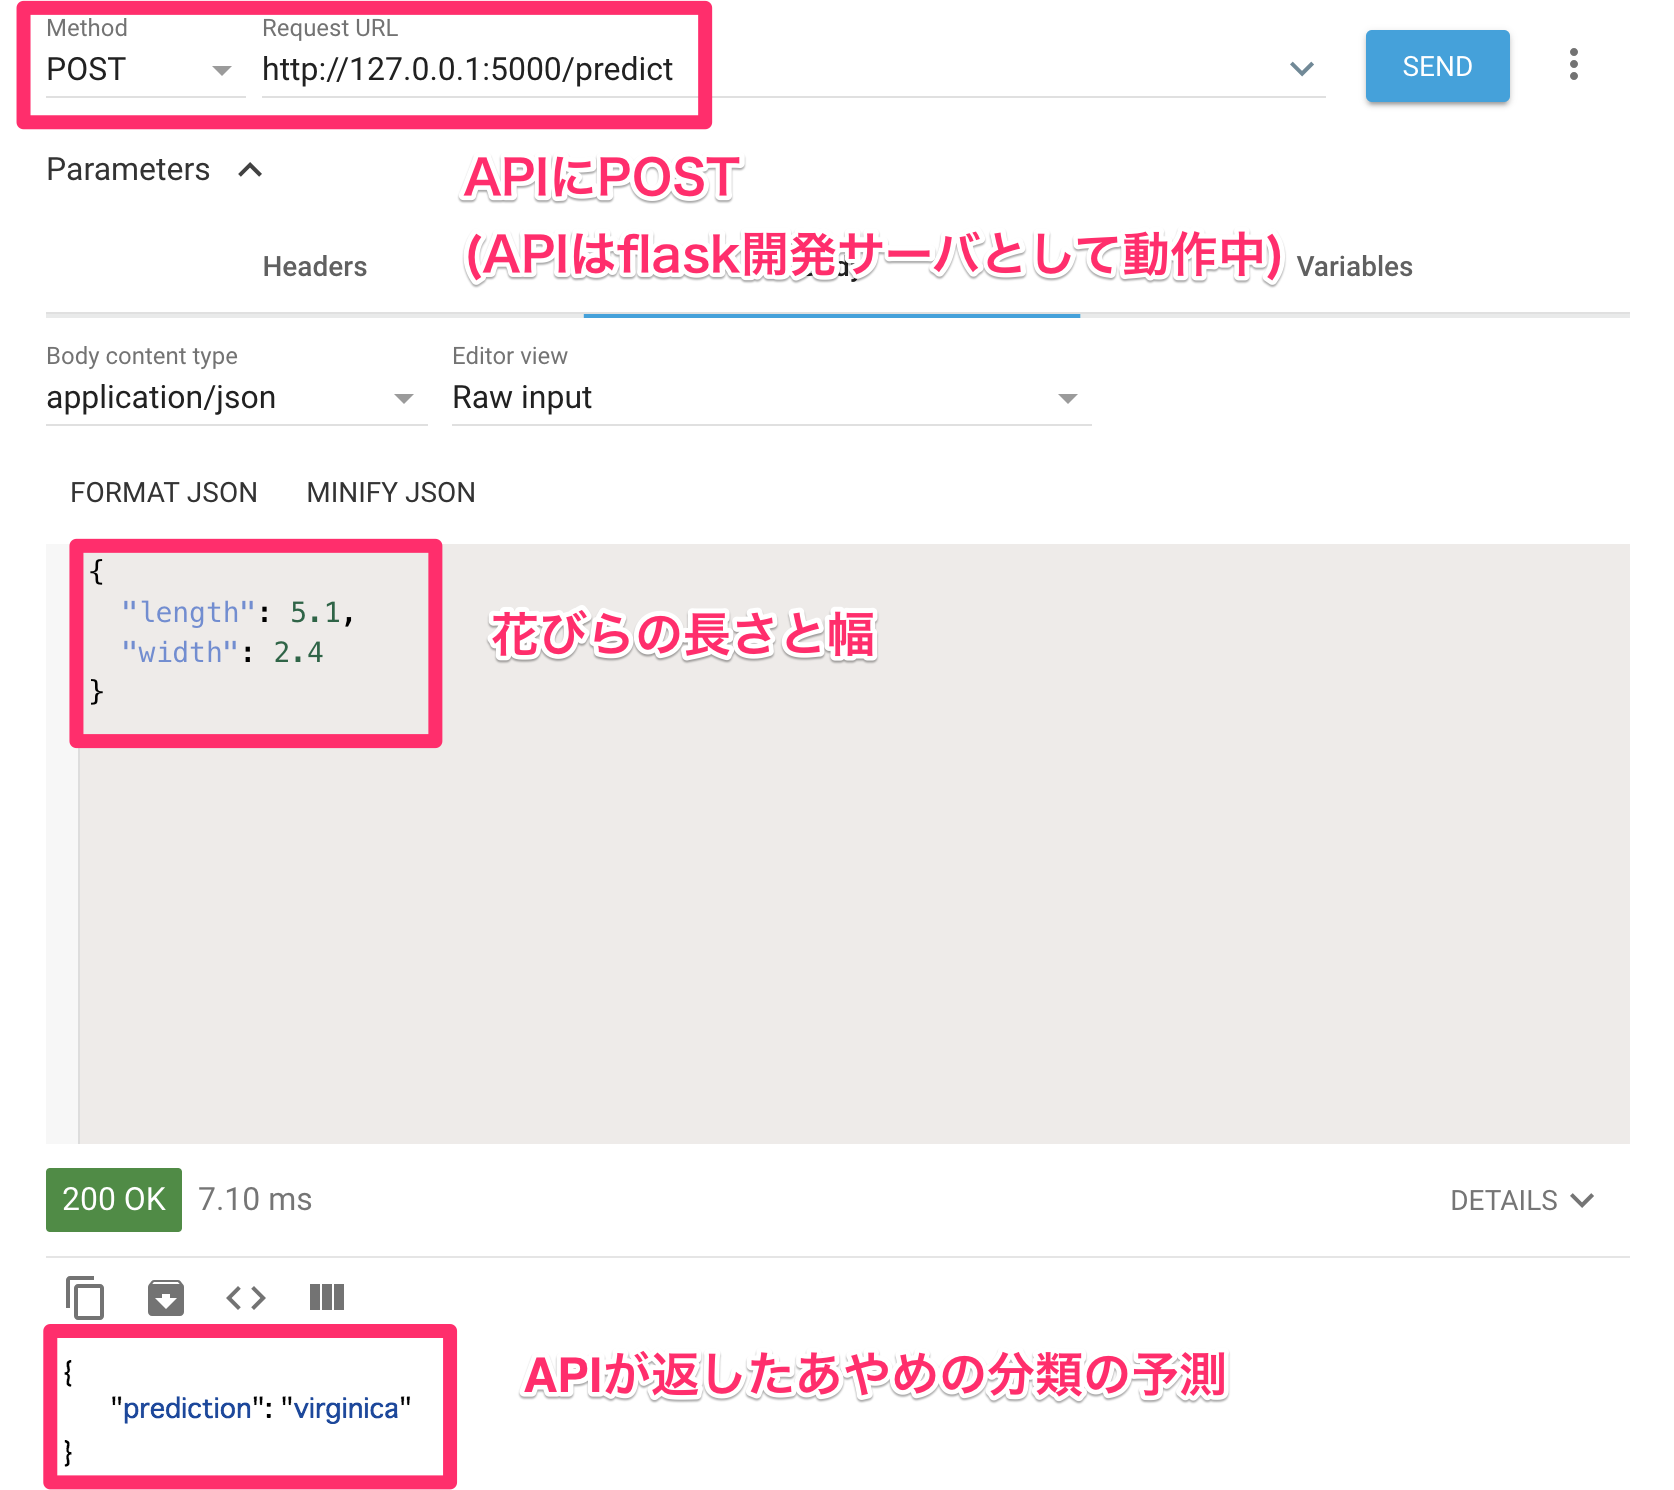 Method
Request URL
POST
http://127.0.0.1:5000/predict
SEND
Parameters
APIにPOST
(APIはflask開発サーバとして動作中)
Headers
Variables
Body content type
Editor view
application/json
Raw input
FORMAT JSON
MINIFY JSON
{
"length": 5.1,
"width": 2.4
}
花びらの長さと幅
200 OK
7.10 ms
DETAILS
{
"prediction": "virginica"
}
APIが返したあやめの分類の予測